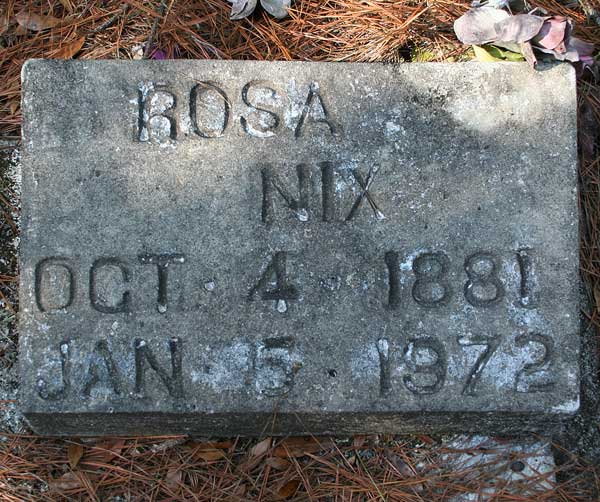 ROSA
NIX
OCT · 4 · 1881
JAN · 5 · 1972